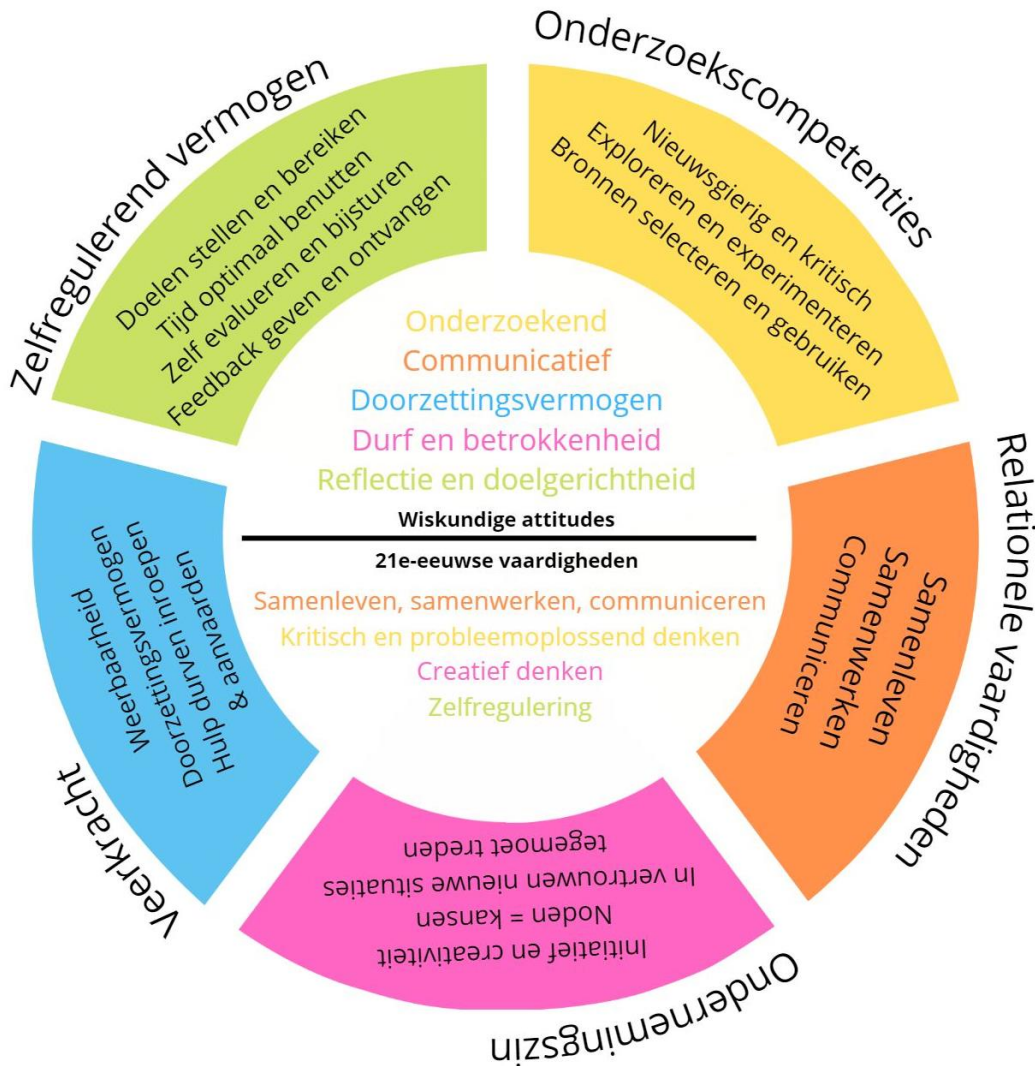 Zelfregulerend vermogen
Doelen stellen en bereiken
Tijd optimaal benutten
Zelf evalueren en bijsturen
Feedback geven en ontvangen
Onderzoekscompetenties
Nieuwsgierig en kritisch
Exploreren en experimenteren
Bronnen selecteren en gebruiken
Relationele vaardigheden
Samenleven
Samenwerken
Communiceren
Ondernemingszin
Initiatief en creativiteit
Noden = kansen
In vertrouwen nieuwe situaties
tegemoet treden
Veerkracht
Weerbaarheid
Doorzettingsvermogen
Hulp durven inroepen
& aanvaarden
Onderzoekend
Communicatief
Doorzettingsvermogen
Durf en betrokkenheid
Reflectie en doelgerichtheid
Wiskundige attitudes
21e-eeuwse vaardigheden
Samenleven, samenwerken, communiceren
Kritisch en probleemoplossend denken
Creatief denken
Zelfregulering